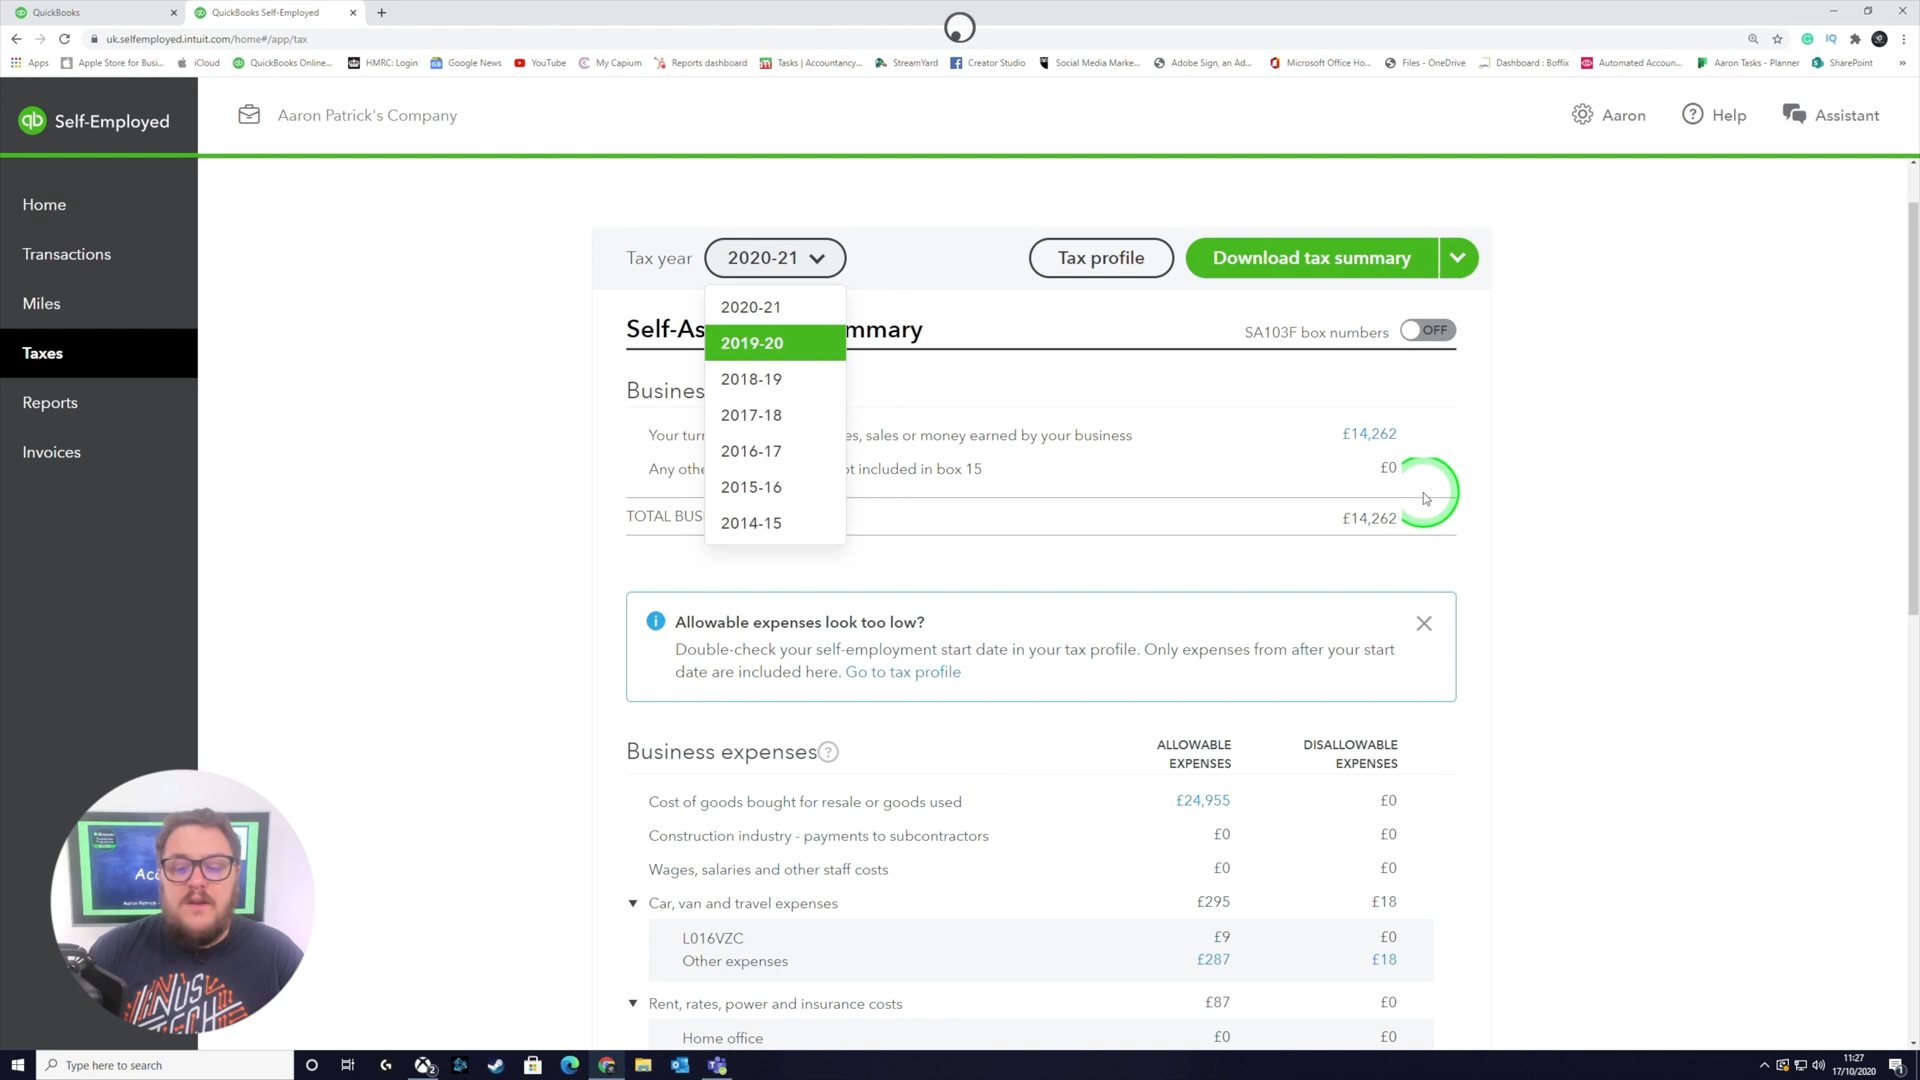 QuickBooks
QuickBooks Self-Employed
uk.selfemployed.intuit.com/home#/app/tax
Apps
Apple Store for Busi...
iCloud
QuickBooks Online...
HMRC: Login
Google News
YouTube
My Capium
Reports dashboard
Tasks | Accountancy...
StreamYard
Creator Studio
Social Media Marke...
Adobe Sign, an Ad...
Microsoft Office Ho...
Files - OneDrive
Dashboard : Boffix
Automated Accoun...
Aaron Tasks - Planner
SharePoint
qb Self-Employed
Aaron Patrick's Company
Aaron
Help
Assistant
Home
Transactions
Miles
Taxes
Reports
Invoices
Tax year 2020-21
Tax profile
Download tax summary
2020-21
2019-20
2018-19
2017-18
2016-17
2015-16
2014-15
Self-As mmary
SA103F box numbers OFF
Busines
Your turn es, sales or money earned by your business £14,262
Any othe ot included in box 15 £0
TOTAL BUS £14,262
Allowable expenses look too low?
Double-check your self-employment start date in your tax profile. Only expenses from after your start
date are included here. Go to tax profile
Business expenses ?
ALLOWABLE EXPENSES
DISALLOWABLE EXPENSES
Cost of goods bought for resale or goods used £24,955 £0
Construction industry - payments to subcontractors £0 £0
Wages, salaries and other staff costs £0 £0
Car, van and travel expenses £295 £18
L016VZC £9 £0
Other expenses £287 £18
Rent, rates, power and insurance costs £87 £0
Home office £0 £0
Type here to search
11:27
17/10/2020